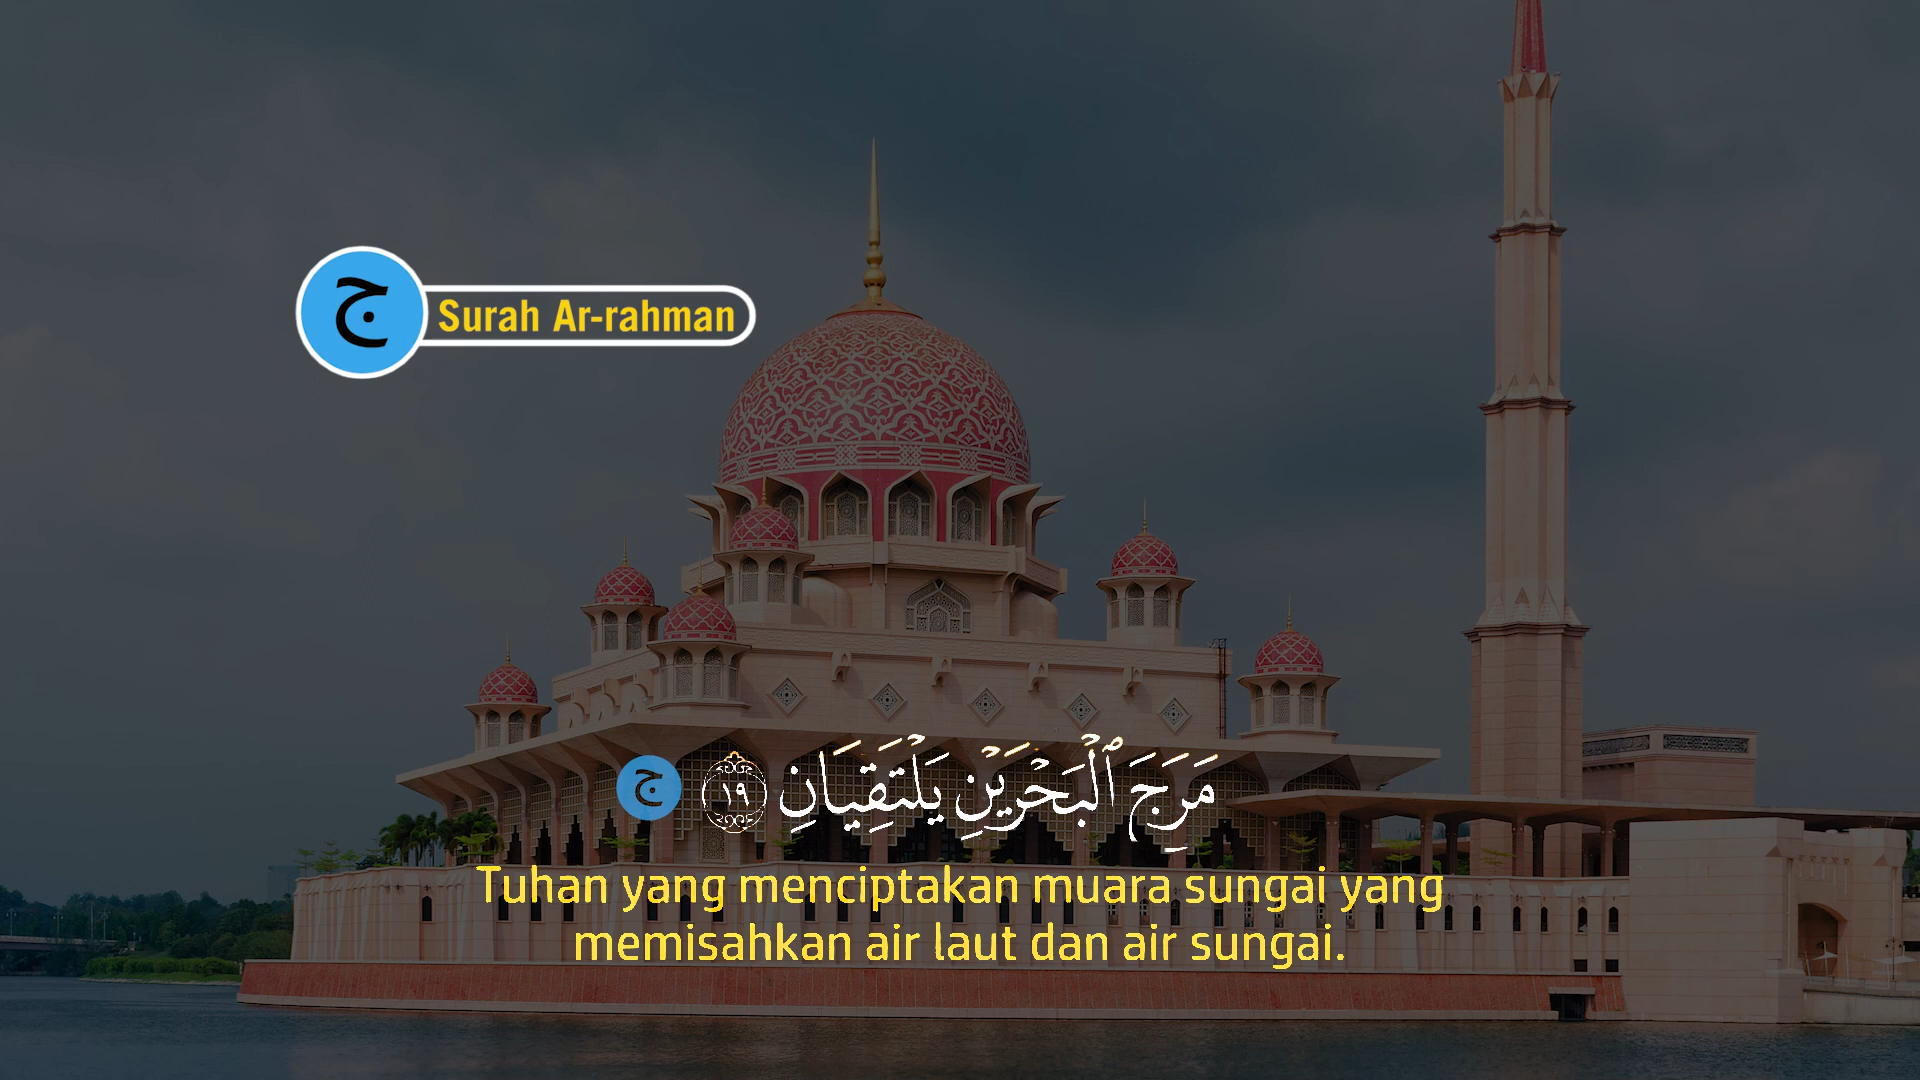 ج
Surah Ar-rahman
مَرَجَ ٱلْبَحْرَيْنِ يَلْتَقِيَانِ ١٩ ج
Tuhan yang menciptakan muara sungai yang
memisahkan air laut dan air sungai.